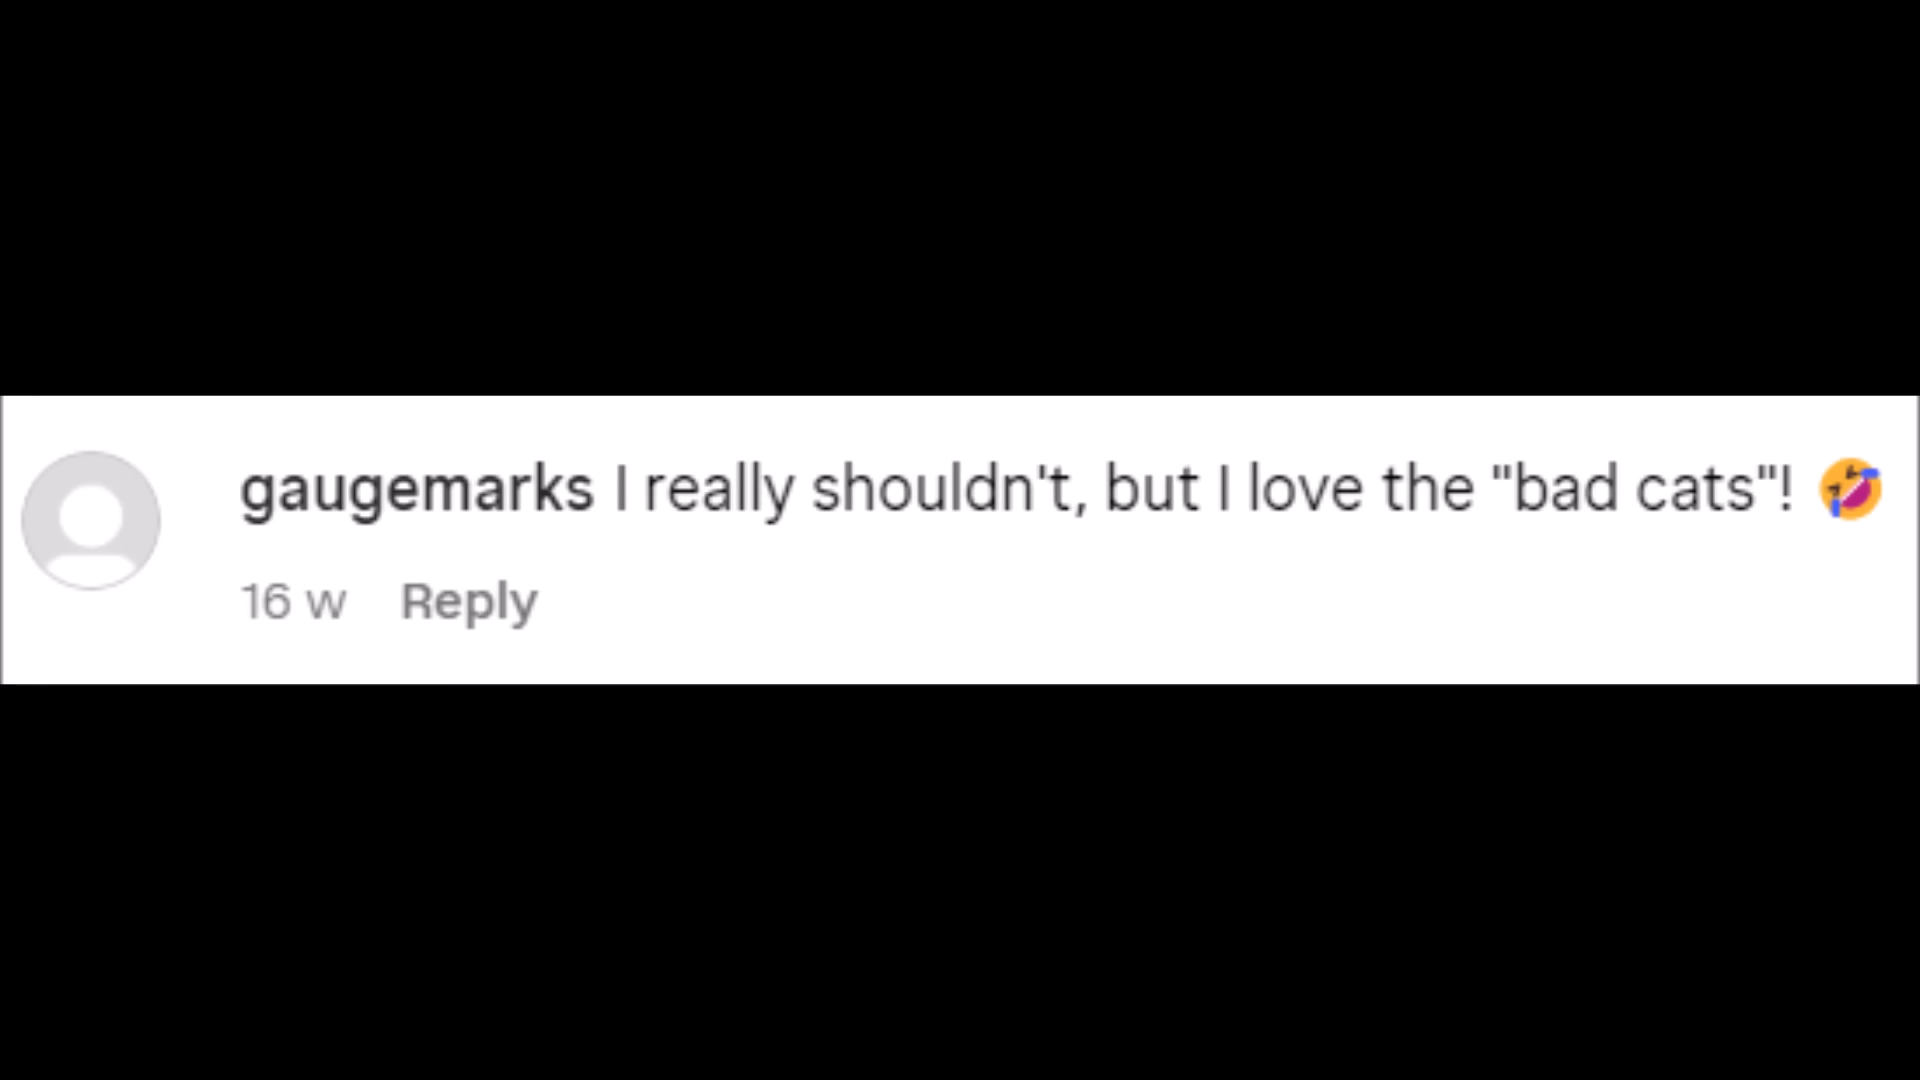 gaugemarks I really shouldn't, but I love the "bad cats"! 🤣
16 w Reply